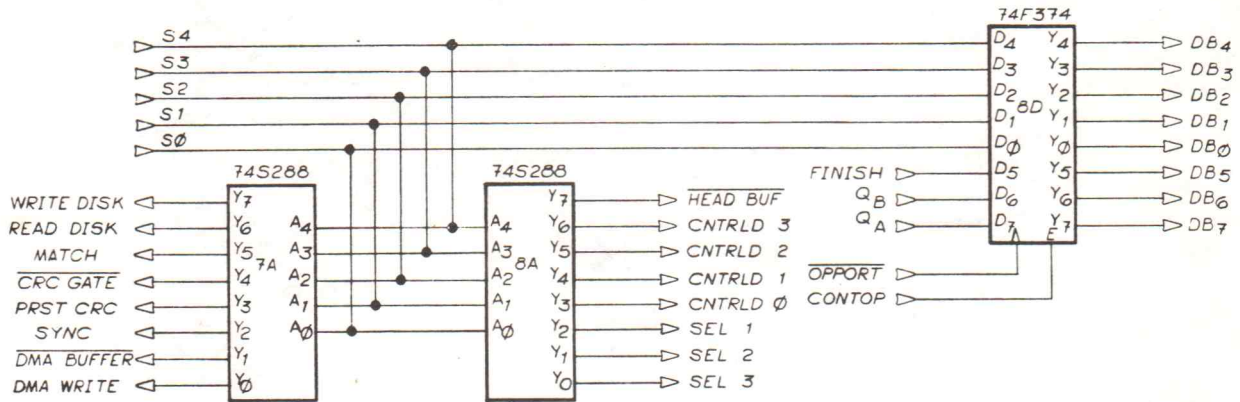 74F374
S4
S3
S2
S1
SØ
D4 Y4 DB4
D3 Y3 DB3
D2 Y2 DB2
8D
D1 Y1 DB1
DØ YØ DBØ
FINISH D5 Y5 DB5
QB D6 Y6 DB6
QA D7 Y7 DB7
E
OPPORT
CONTOP
74S288
74S288
WRITE DISK Y7
READ DISK Y6 A4
MATCH Y5 A3
7A
CRC GATE Y4 A2
PRST CRC Y3 A1
SYNC Y2 AØ
DMA BUFFER Y1
DMA WRITE YØ
Y7 HEAD BUF
A4 Y6 CNTRLD 3
A3 Y5 CNTRLD 2
8A
A2 Y4 CNTRLD 1
A1 Y3 CNTRLD Ø
AØ Y2 SEL 1
Y1 SEL 2
Y0 SEL 3